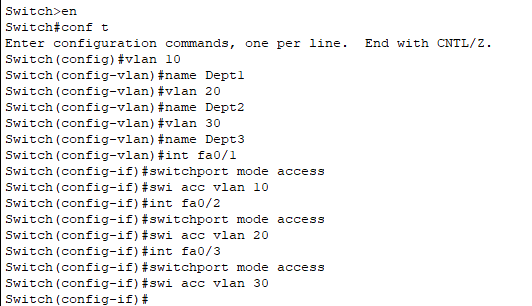 Switch>en
Switch#conf t
Enter configuration commands, one per line.  End with CNTL/Z.
Switch(config)#vlan 10
Switch(config-vlan)#name Dept1
Switch(config-vlan)#vlan 20
Switch(config-vlan)#name Dept2
Switch(config-vlan)#vlan 30
Switch(config-vlan)#name Dept3
Switch(config-vlan)#int fa0/1
Switch(config-if)#switchport mode access
Switch(config-if)#swi acc vlan 10
Switch(config-if)#int fa0/2
Switch(config-if)#switchport mode access
Switch(config-if)#swi acc vlan 20
Switch(config-if)#int fa0/3
Switch(config-if)#switchport mode access
Switch(config-if)#swi acc vlan 30
Switch(config-if)#